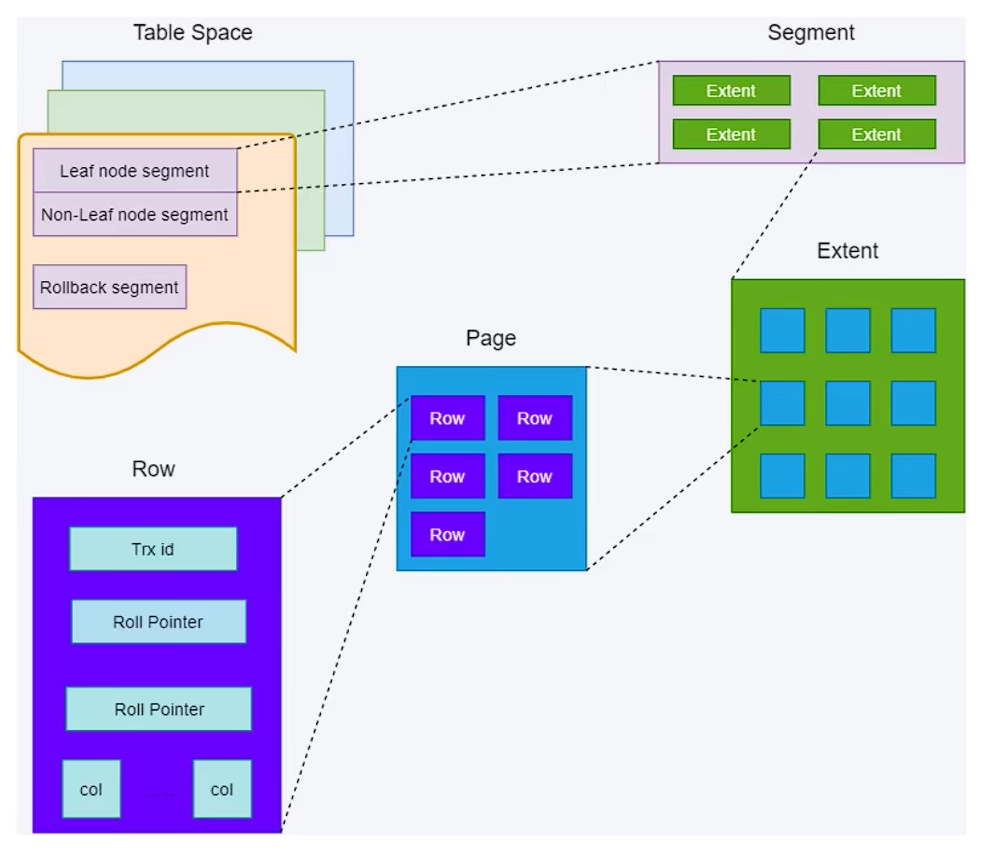 Table Space
Segment
Extent
Extent
Extent
Extent
Leaf node segment
Non-Leaf node segment
Rollback segment
Extent
Page
Row
Row
Row
Row
Row
Row
Trx id
Roll Pointer
Roll Pointer
col ...... col